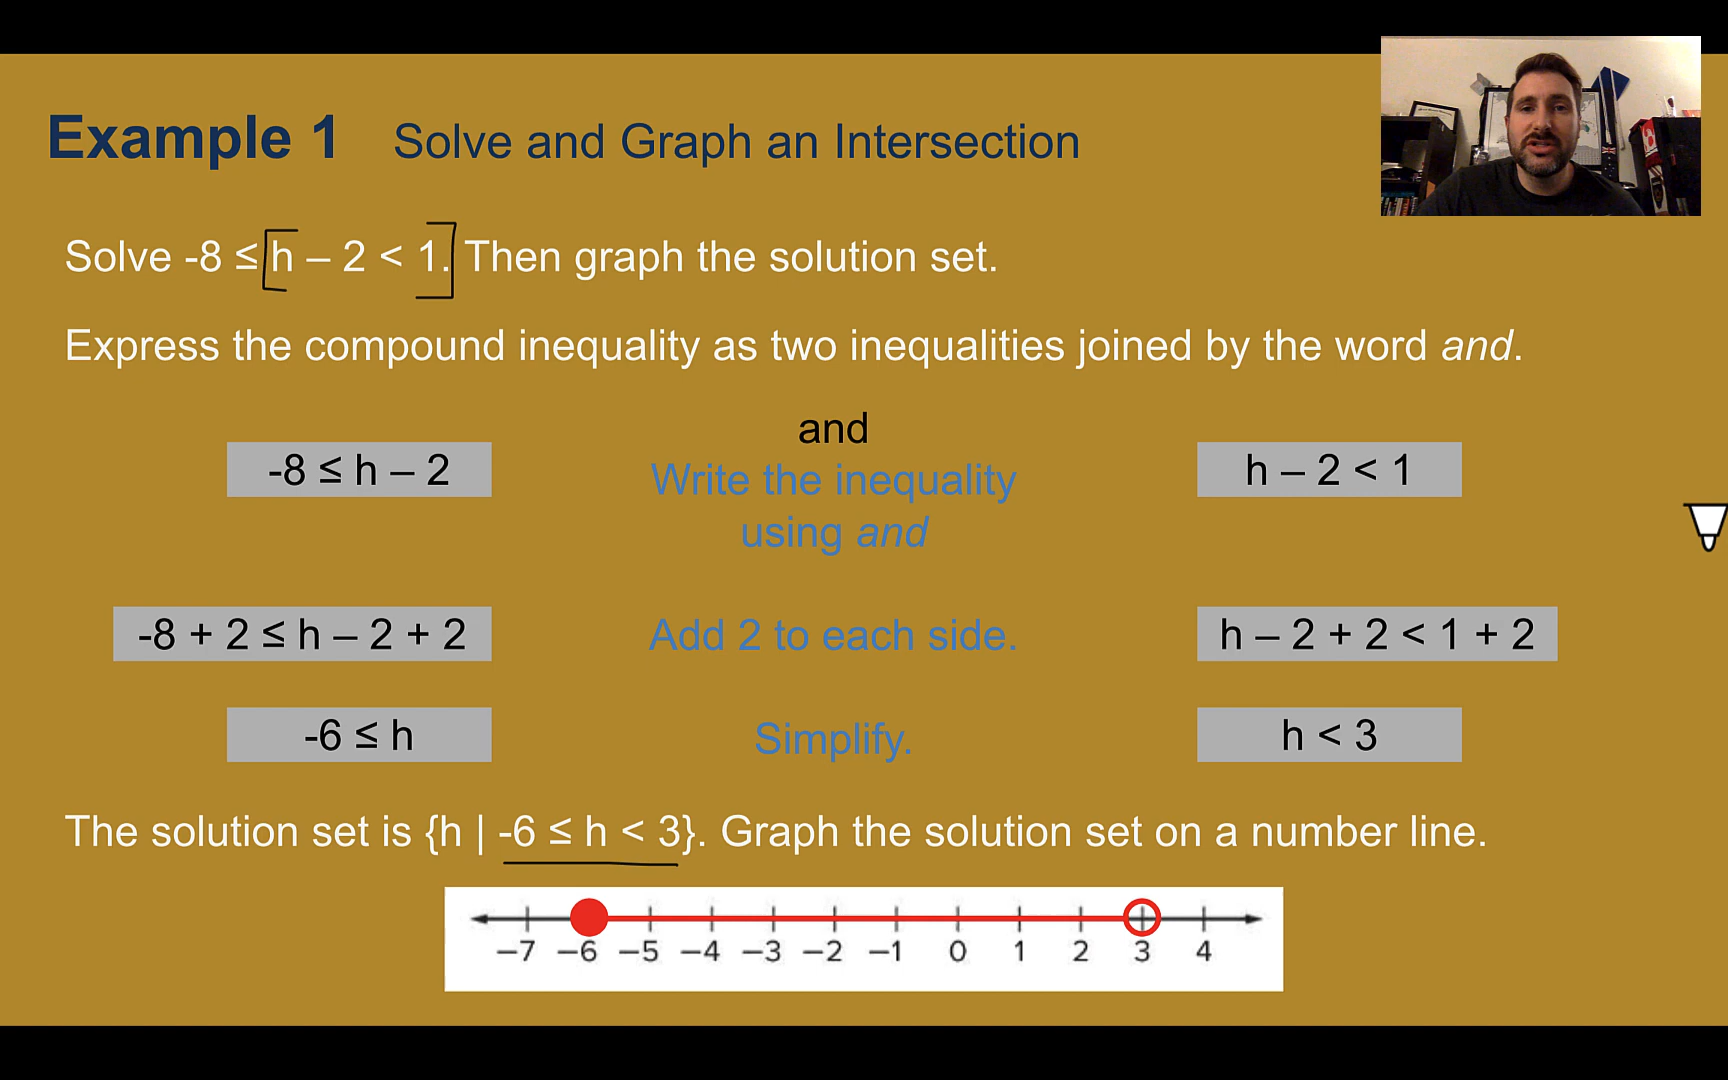 Example 1 Solve and Graph an Intersection
Solve -8 ≤ h – 2 < 1. Then graph the solution set.
Express the compound inequality as two inequalities joined by the word and.
and
-8 ≤ h – 2 Write the inequality h – 2 < 1
using and
-8 + 2 ≤ h – 2 + 2 Add 2 to each side. h – 2 + 2 < 1 + 2
-6 ≤ h Simplify. h < 3
The solution set is {h | -6 ≤ h < 3}. Graph the solution set on a number line.
−7 −6 −5 −4 −3 −2 −1 0 1 2 3 4